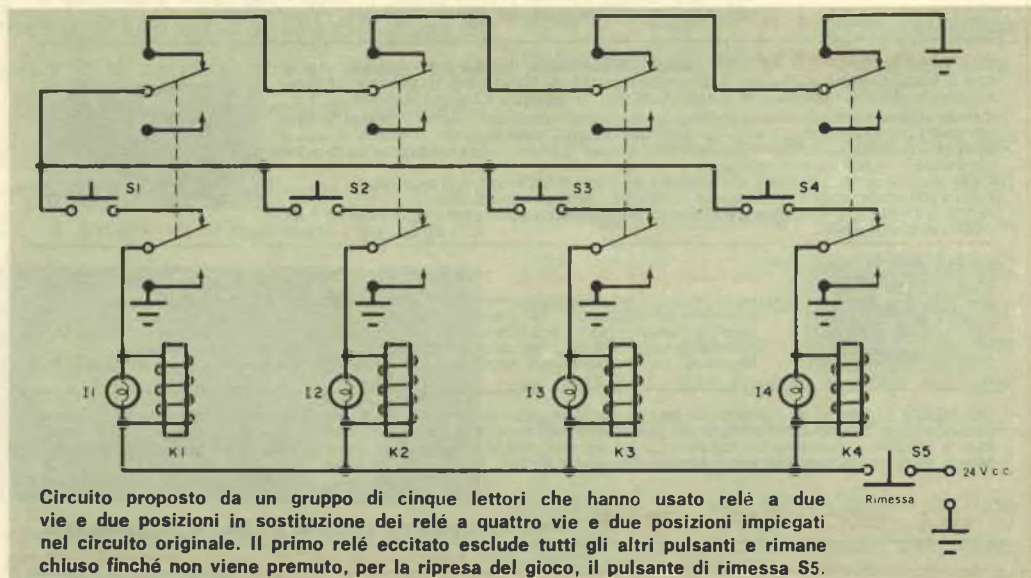 S1
S2
S3
S4
I1
I2
I3
I4
K1
K2
K3
K4
S5
24 V c.c.
Rimessa
Circuito proposto da un gruppo di cinque lettori che hanno usato relé a due
vie e due posizioni in sostituzione dei relé a quattro vie e due posizioni impiegati
nel circuito originale. Il primo relé eccitato esclude tutti gli altri pulsanti e rimane
chiuso finché non viene premuto, per la ripresa del gioco, il pulsante di rimessa S5.